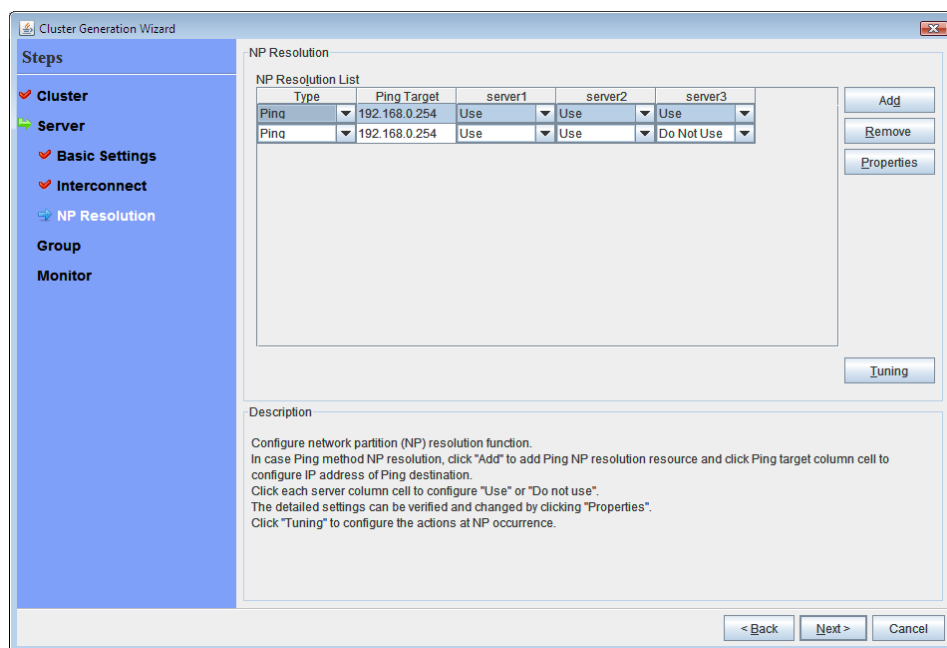 Cluster Generation Wizard
Steps
Cluster
Server
Basic Settings
Interconnect
NP Resolution
Group
Monitor
NP Resolution
NP Resolution List
Type Ping Target server1 server2 server3
Ping 192.168.0.254 Use Use Use
Ping 192.168.0.254 Use Use Do Not Use
Add
Remove
Properties
Tuning
Description
Configure network partition (NP) resolution function.
In case Ping method NP resolution, click "Add" to add Ping NP resolution resource and click Ping target column cell to
configure IP address of Ping destination.
Click each server column cell to configure "Use" or "Do not use".
The detailed settings can be verified and changed by clicking "Properties".
Click "Tuning" to configure the actions at NP occurrence.
< Back Next > Cancel